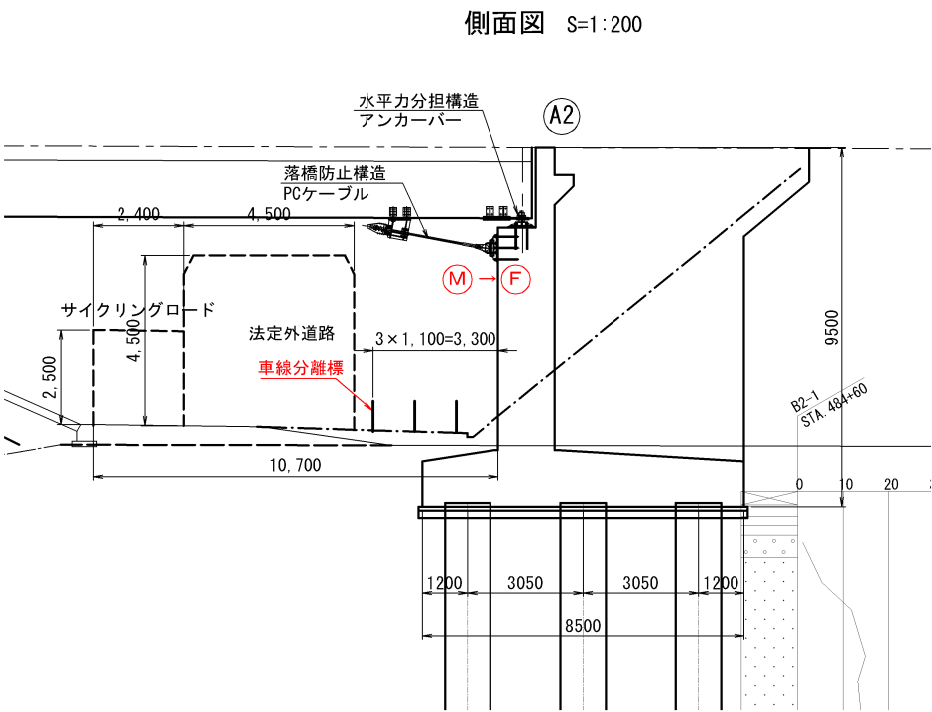 側面図 S=1:200
水平力分担構造
アンカーバー
A2
落橋防止構造
PCケーブル
2,400
4,500
M → F
サイクリングロード
4,500
法定外道路
3×1,100=3,300
9500
車線分離標
2,500
B2-1
STA.484+60
10,700
0 10 20
1200 3050 3050 1200
8500